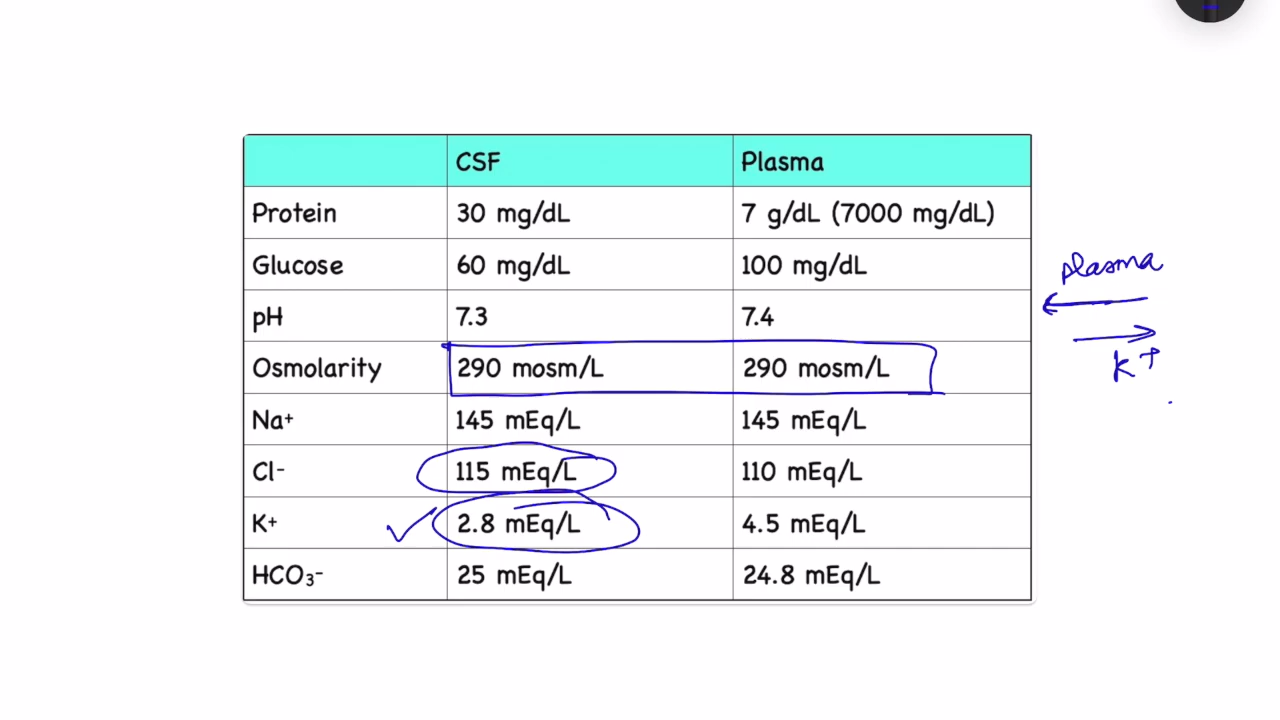 CSF Plasma
Protein 30 mg/dL 7 g/dL (7000 mg/dL)
Glucose 60 mg/dL 100 mg/dL
plasma
pH 7.3 7.4
Osmolarity 290 mosm/L 290 mosm/L
K+
Na+ 145 mEq/L 145 mEq/L
Cl- 115 mEq/L 110 mEq/L
K+ 2.8 mEq/L 4.5 mEq/L
HCO3- 25 mEq/L 24.8 mEq/L